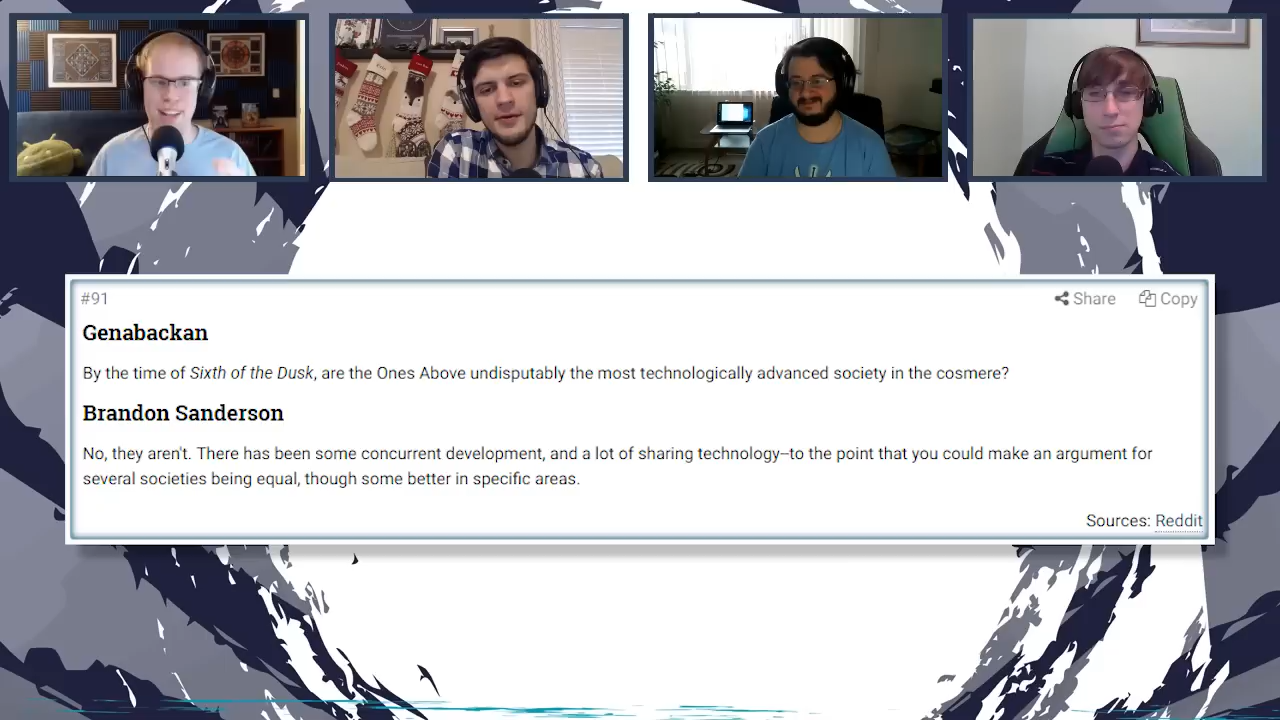 #91
Share
Copy
Genabackan
By the time of Sixth of the Dusk, are the Ones Above undisputably the most technologically advanced society in the cosmere?
Brandon Sanderson
No, they aren't. There has been some concurrent development, and a lot of sharing technology–to the point that you could make an argument for
several societies being equal, though some better in specific areas.
Sources: Reddit